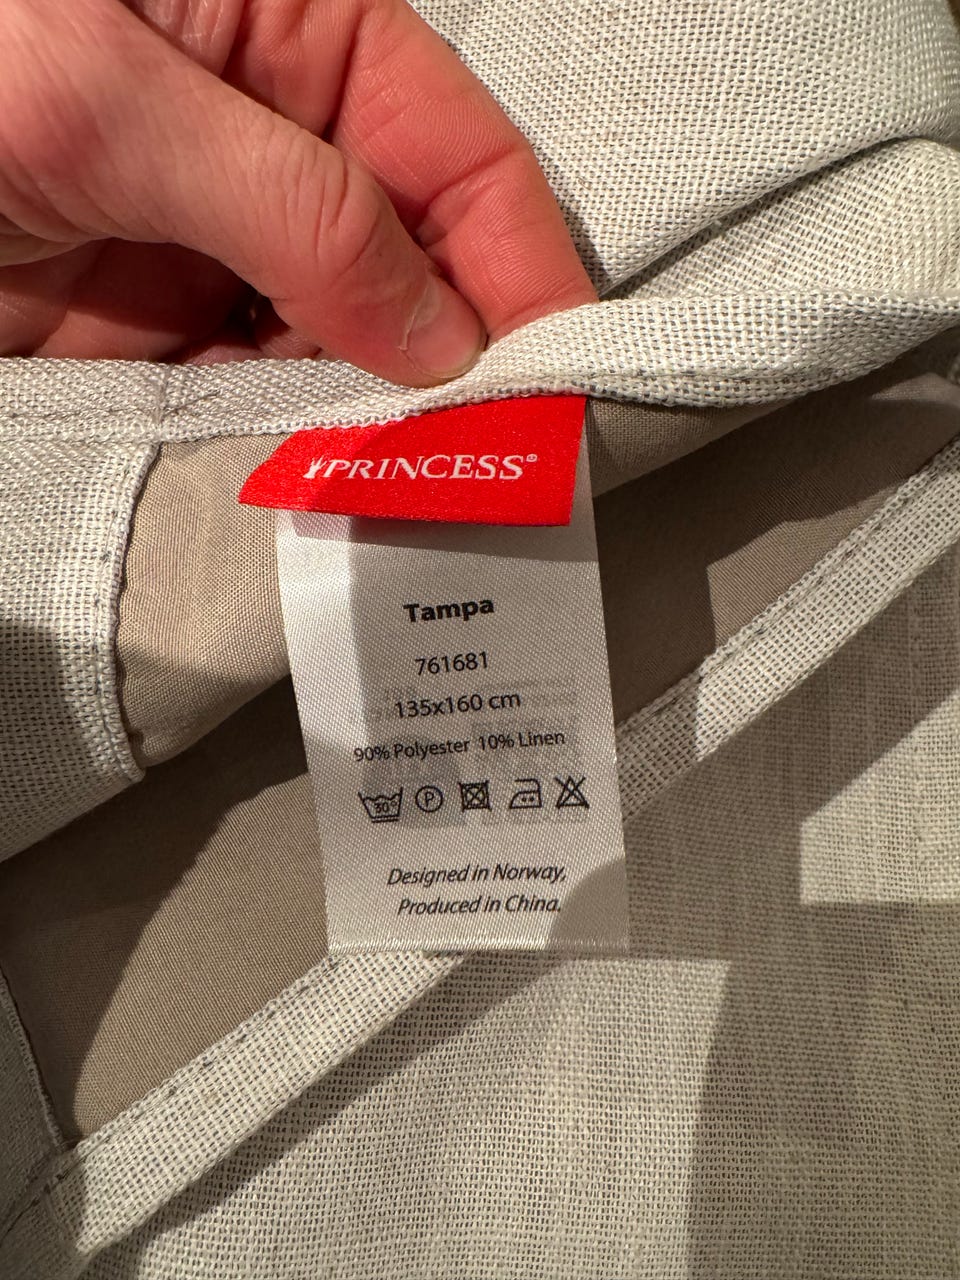 PRINCESS®
Tampa
761681
135x160 cm
90% Polyester 10% Linen
30° P
Designed in Norway,
Produced in China.